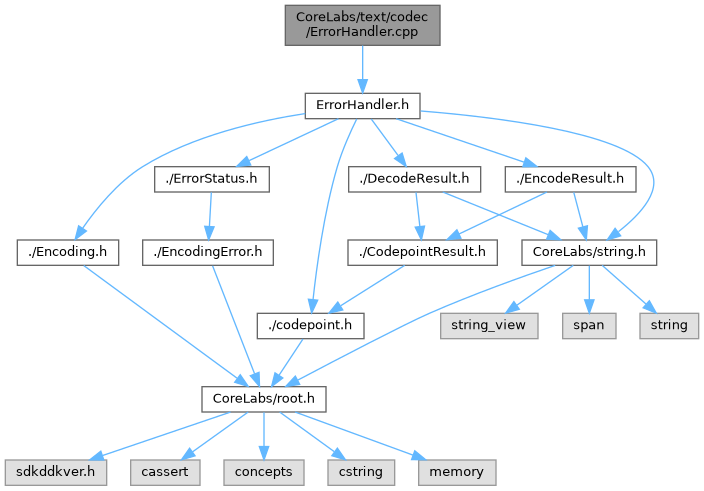 CoreLabs/text/codec
/ErrorHandler.cpp
ErrorHandler.h
./ErrorStatus.h
./DecodeResult.h
./EncodeResult.h
./Encoding.h
./EncodingError.h
./CodepointResult.h
CoreLabs/string.h
./codepoint.h
string_view
span
string
CoreLabs/root.h
sdkddkver.h
cassert
concepts
cstring
memory